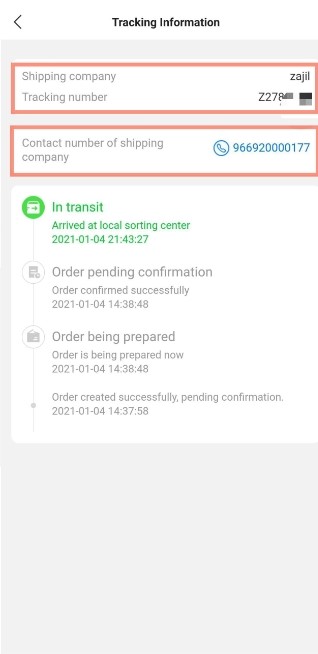 Tracking Information
Shipping company zajil
Tracking number
Contact number of shipping
company
966920000177
In transit
Arrived at local sorting center
2021-01-04 21:43:27
Order pending confirmation
Order confirmed successfully
2021-01-04 14:38:48
Order being prepared
Order is being prepared now
2021-01-04 14:38:48
Order created successfully, pending confirmation.
2021-01-04 14:37:58